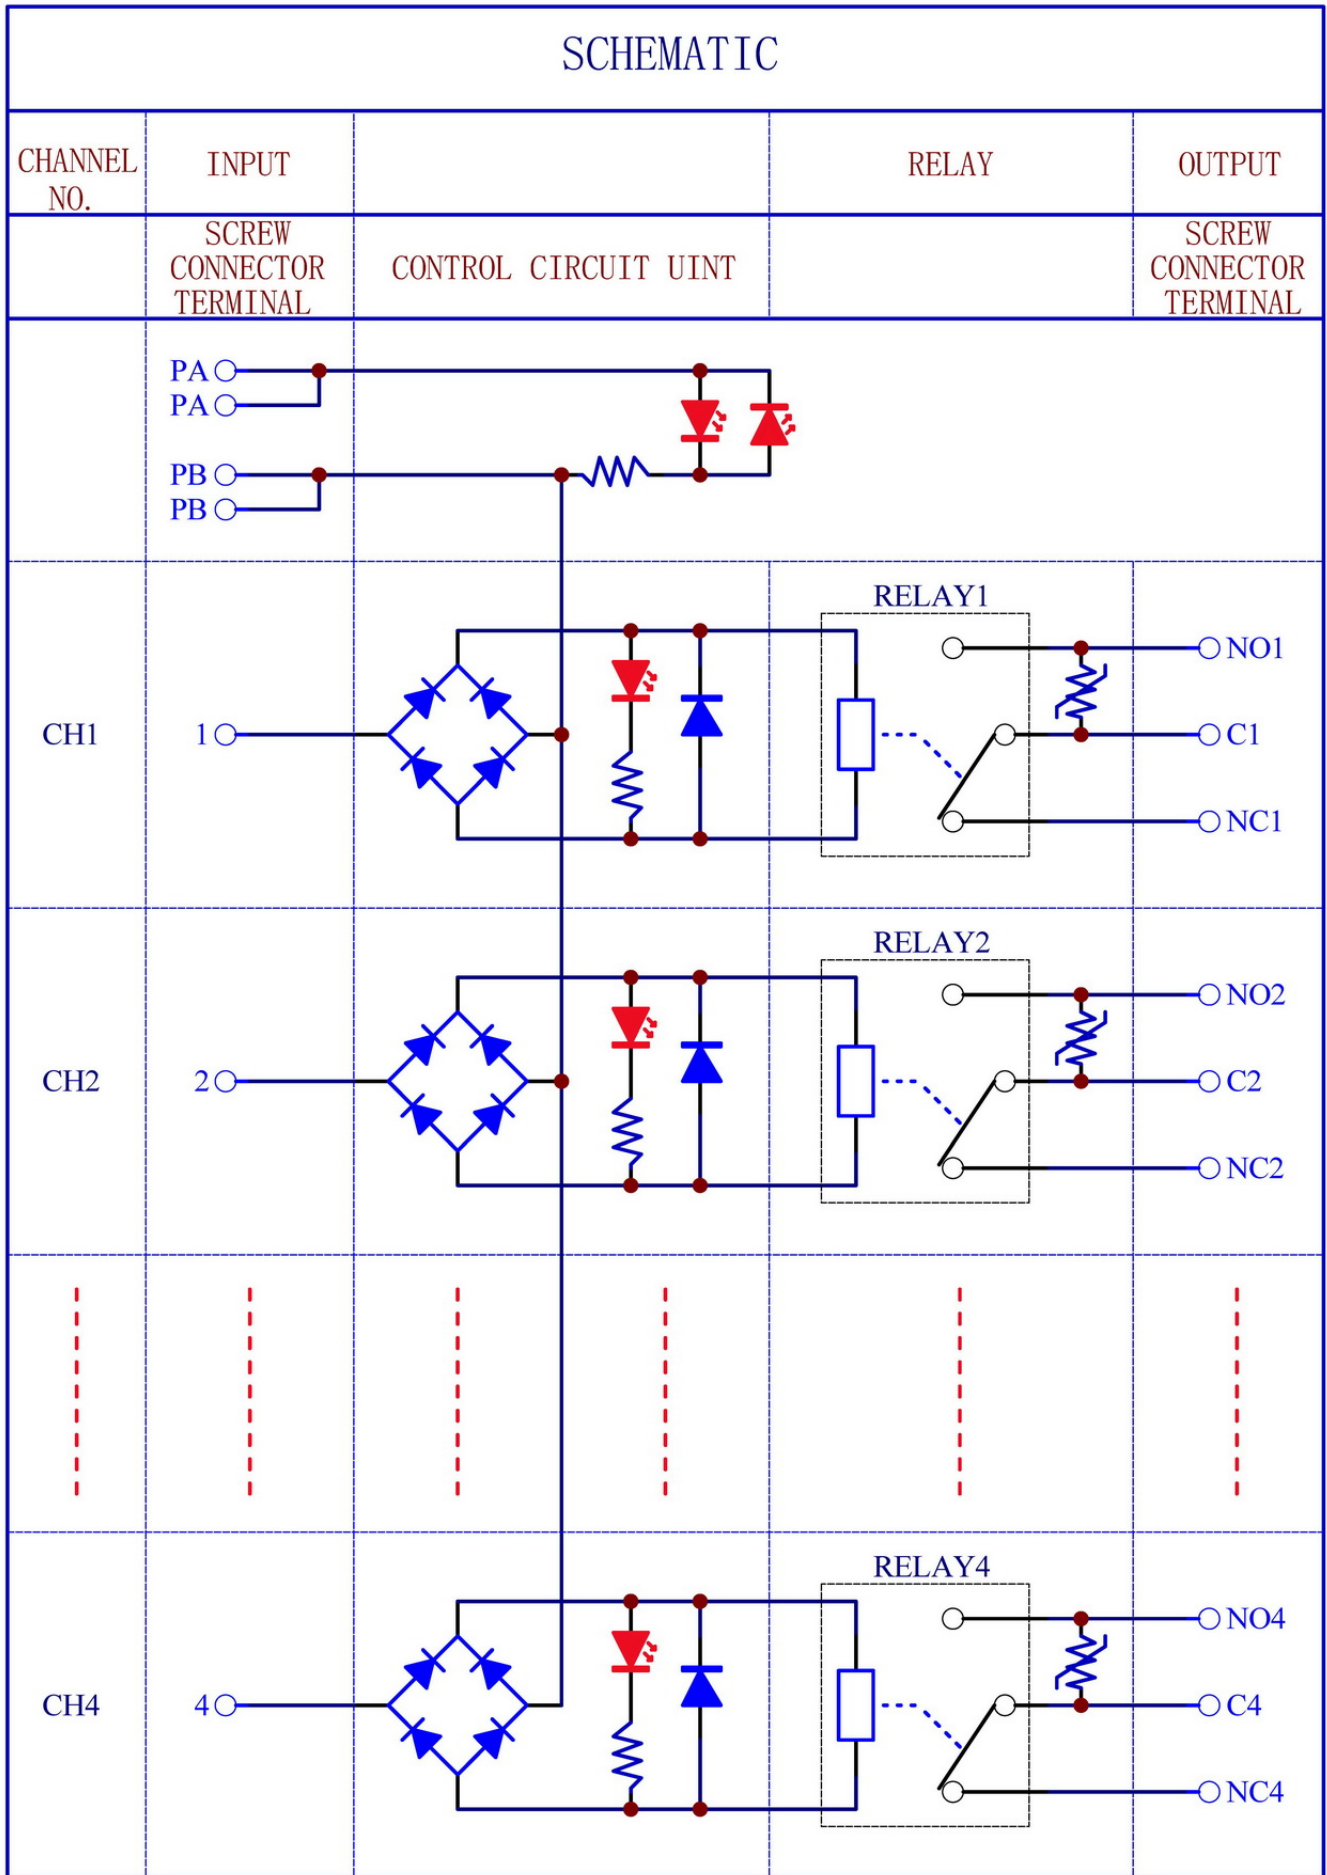 SCHEMATIC
CHANNEL
NO.
INPUT
RELAY
OUTPUT
SCREW
CONNECTOR
TERMINAL
CONTROL CIRCUIT UINT
SCREW
CONNECTOR
TERMINAL
PA
PA
PB
PB
CH1
1
RELAY1
NO1
C1
NC1
CH2
2
RELAY2
NO2
C2
NC2
CH4
4
RELAY4
NO4
C4
NC4